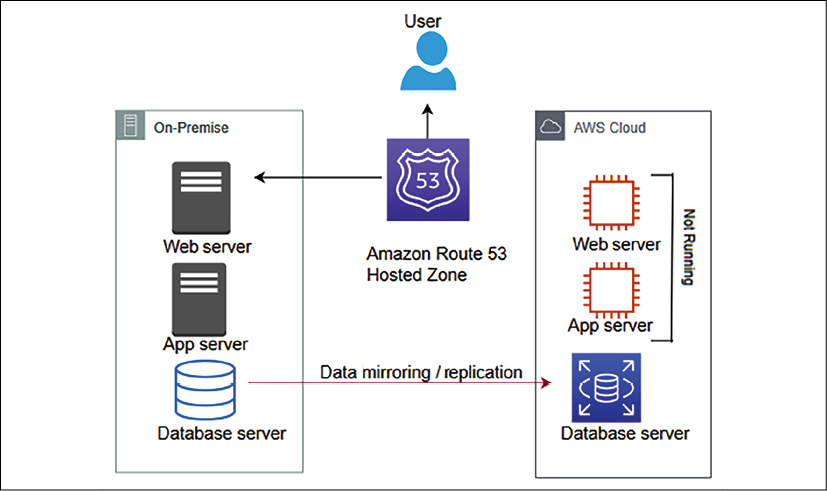 User
On-Premise
AWS Cloud
53
Web server
Amazon Route 53
Hosted Zone
Web server
Not Running
App server
App server
Data mirroring / replication
Database server
Database server